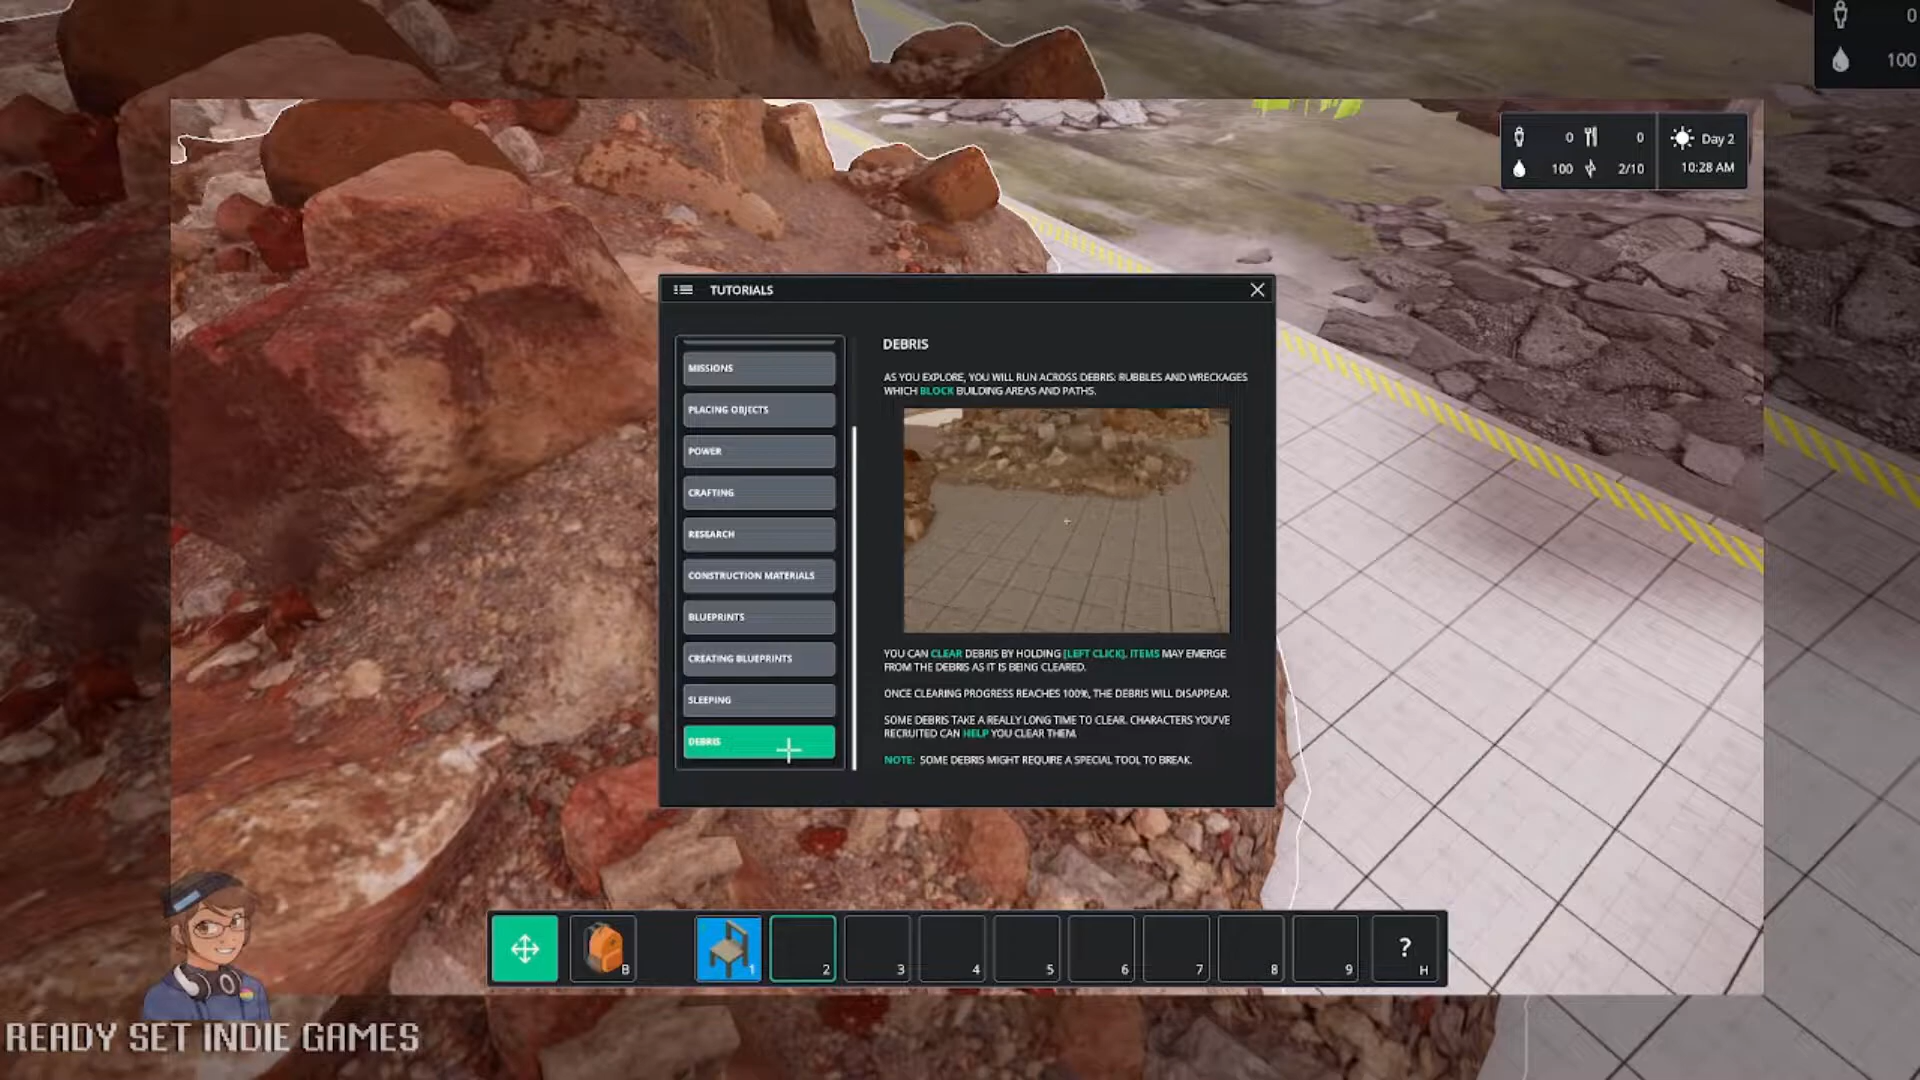 0
100
0
0
Day 2
100
2/10
10:28 AM
TUTORIALS
MISSIONS
PLACING OBJECTS
POWER
CRAFTING
RESEARCH
CONSTRUCTION MATERIALS
BLUEPRINTS
CREATING BLUEPRINTS
SLEEPING
DEBRIS
DEBRIS
AS YOU EXPLORE, YOU WILL RUN ACROSS DEBRIS: RUBBLES AND WRECKAGES
WHICH BLOCK BUILDING AREAS AND PATHS.
YOU CAN CLEAR DEBRIS BY HOLDING [LEFT CLICK]. ITEMS MAY EMERGE
FROM THE DEBRIS AS IT IS BEING CLEARED.
ONCE CLEARING PROGRESS REACHES 100%, THE DEBRIS WILL DISAPPEAR.
SOME DEBRIS TAKE A REALLY LONG TIME TO CLEAR. CHARACTERS YOU'VE
RECRUITED CAN HELP YOU CLEAR THEM.
NOTE: SOME DEBRIS MIGHT REQUIRE A SPECIAL TOOL TO BREAK.
B
1
2
3
4
5
6
7
8
9
?
H
READY SET INDIE GAMES